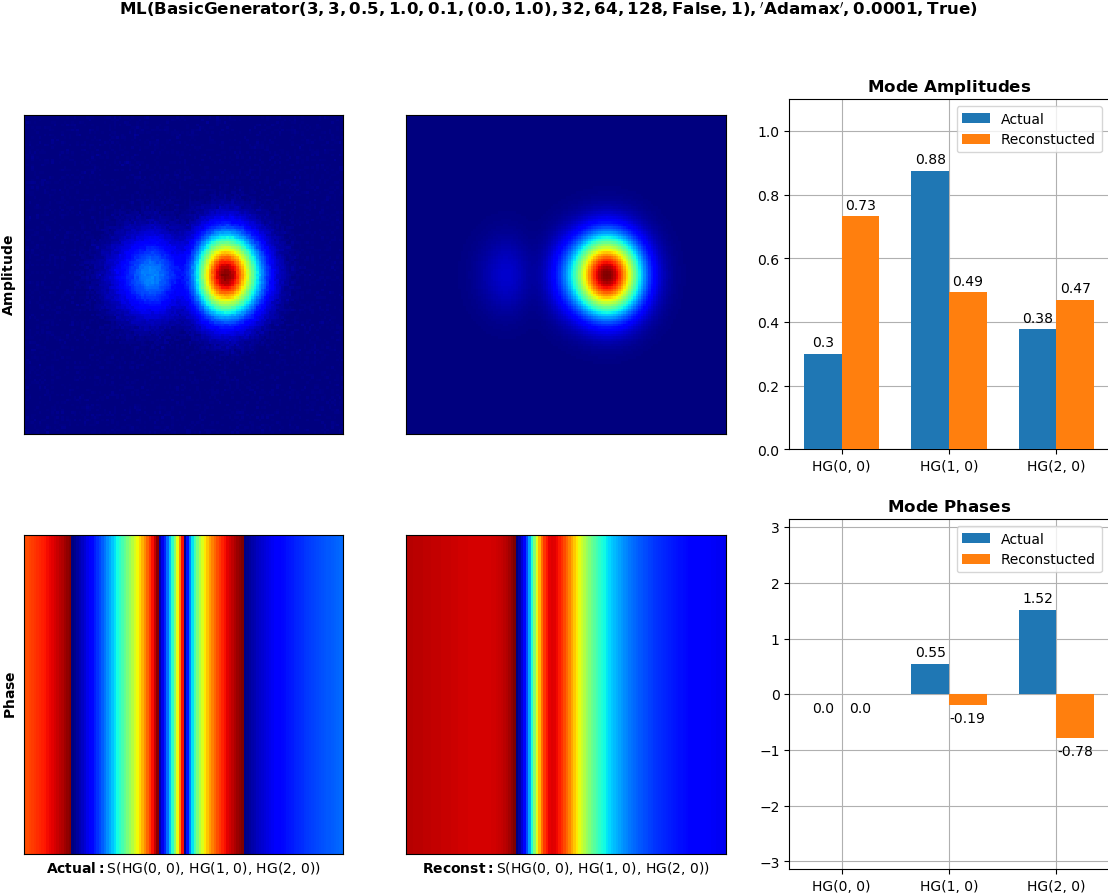 ML(BasicGenerator(3, 3, 0.5, 1.0, 0.1, (0.0, 1.0), 32, 64, 128, False, 1), ′Adamax′, 0.0001, True)
Amplitude
Mode Amplitudes
Actual
Reconstucted
1.0
0.8
0.6
0.4
0.2
0.0
0.3
0.73
0.88
0.49
0.38
0.47
HG(0, 0) HG(1, 0) HG(2, 0)
Phase
Actual: S(HG(0, 0), HG(1, 0), HG(2, 0))
Reconst: S(HG(0, 0), HG(1, 0), HG(2, 0))
Mode Phases
Actual
Reconstucted
3
2
1
0
−1
−2
−3
0.0
0.0
0.55
-0.19
1.52
-0.78
HG(0, 0) HG(1, 0) HG(2, 0)